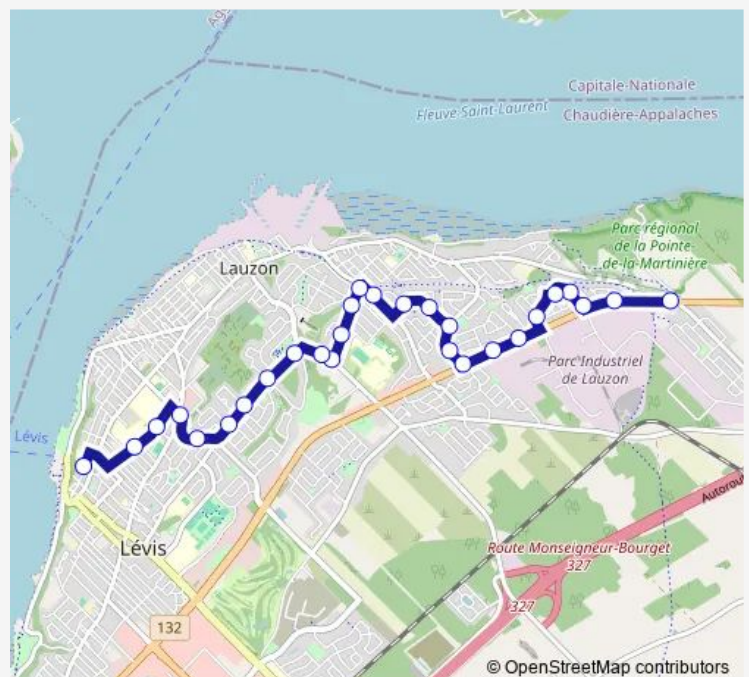 Capitale-Nationale
Fleuve Saint-Laurent
Chaudière-Appalaches
Parc régional
de la Pointe-
de-la Martinière
Lauzon
Parc Industriel
de Lauzon
Lévis
Autorou
Lévis
Route Monseigneur-Bourget
327
327
132
© OpenStreetMap contributors